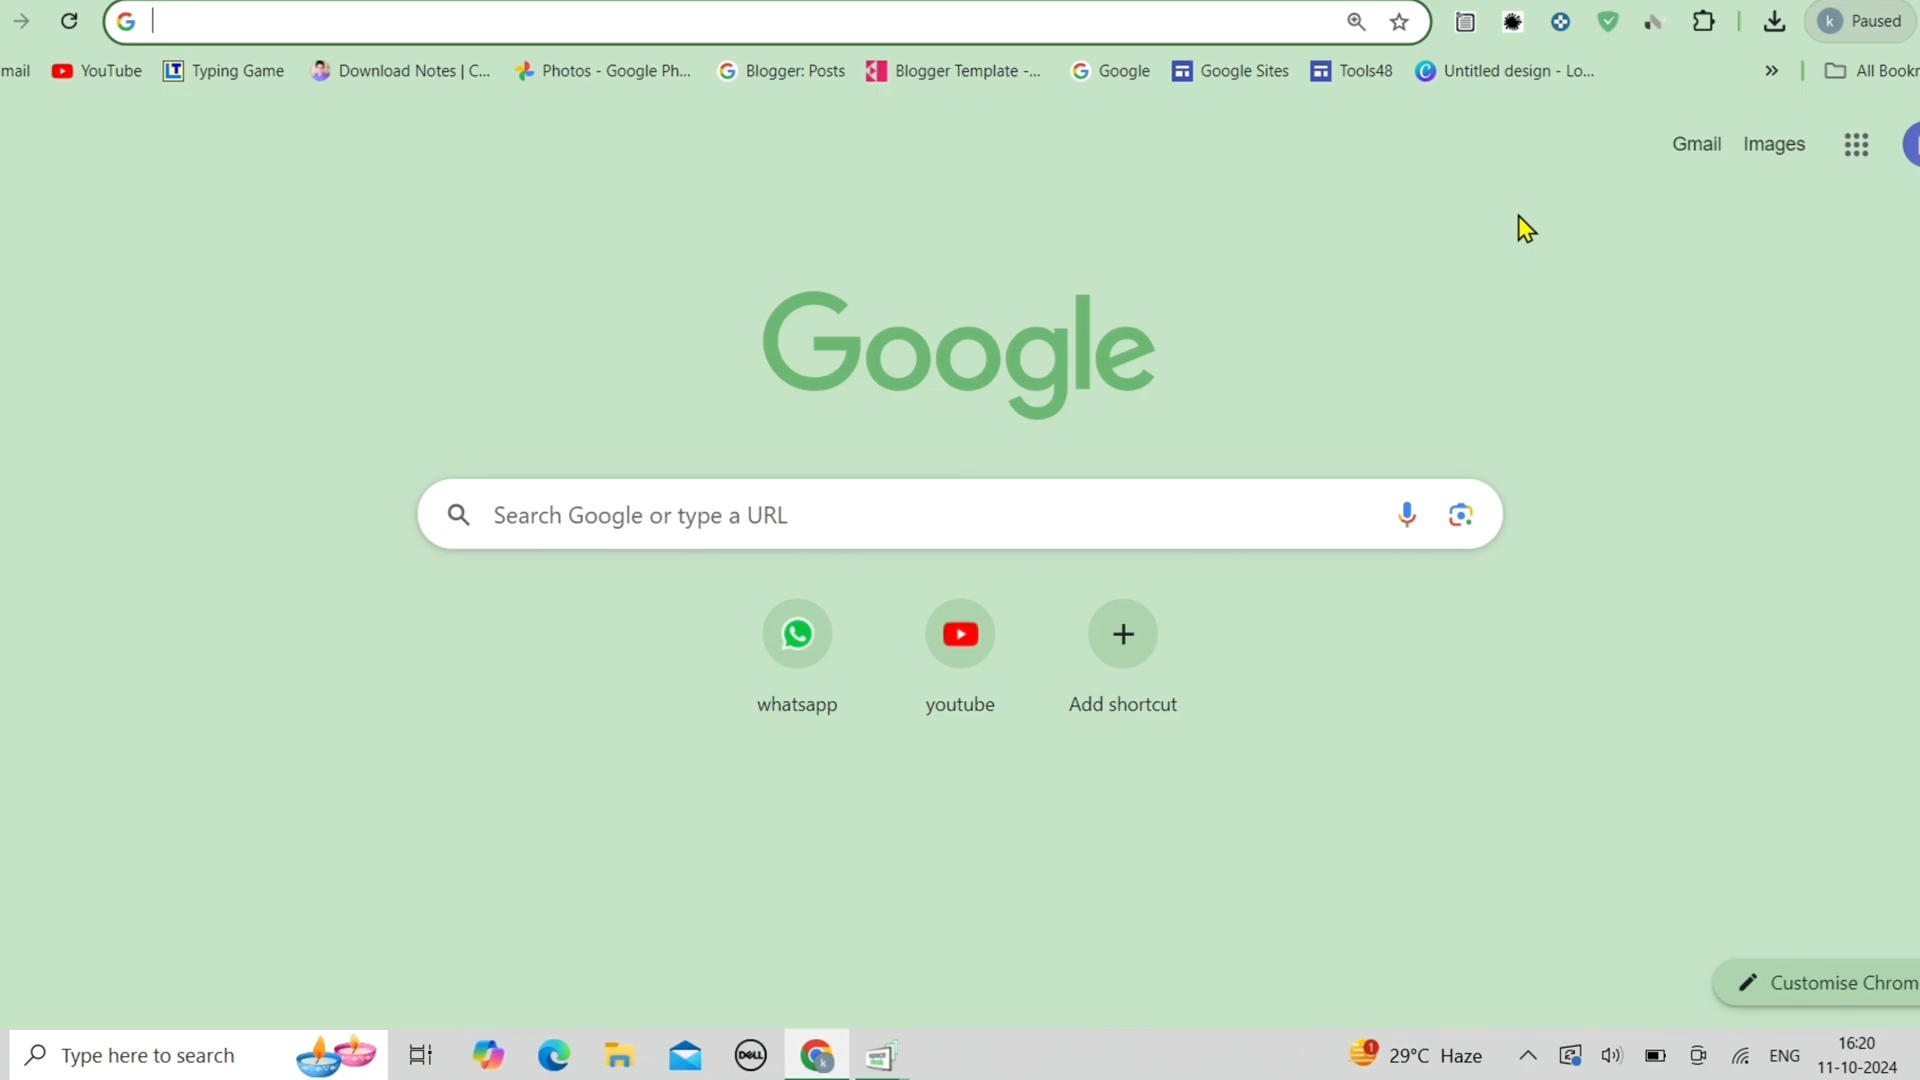 Paused
mail YouTube Typing Game Download Notes | C... Photos - Google Ph... Blogger: Posts Blogger Template -... Google Google Sites Tools48 Untitled design - Lo... » All Bookr
Gmail Images
Google
Search Google or type a URL
whatsapp youtube Add shortcut
Customise Chrom
Type here to search DELL 29°C Haze ENG 16:20
11-10-2024